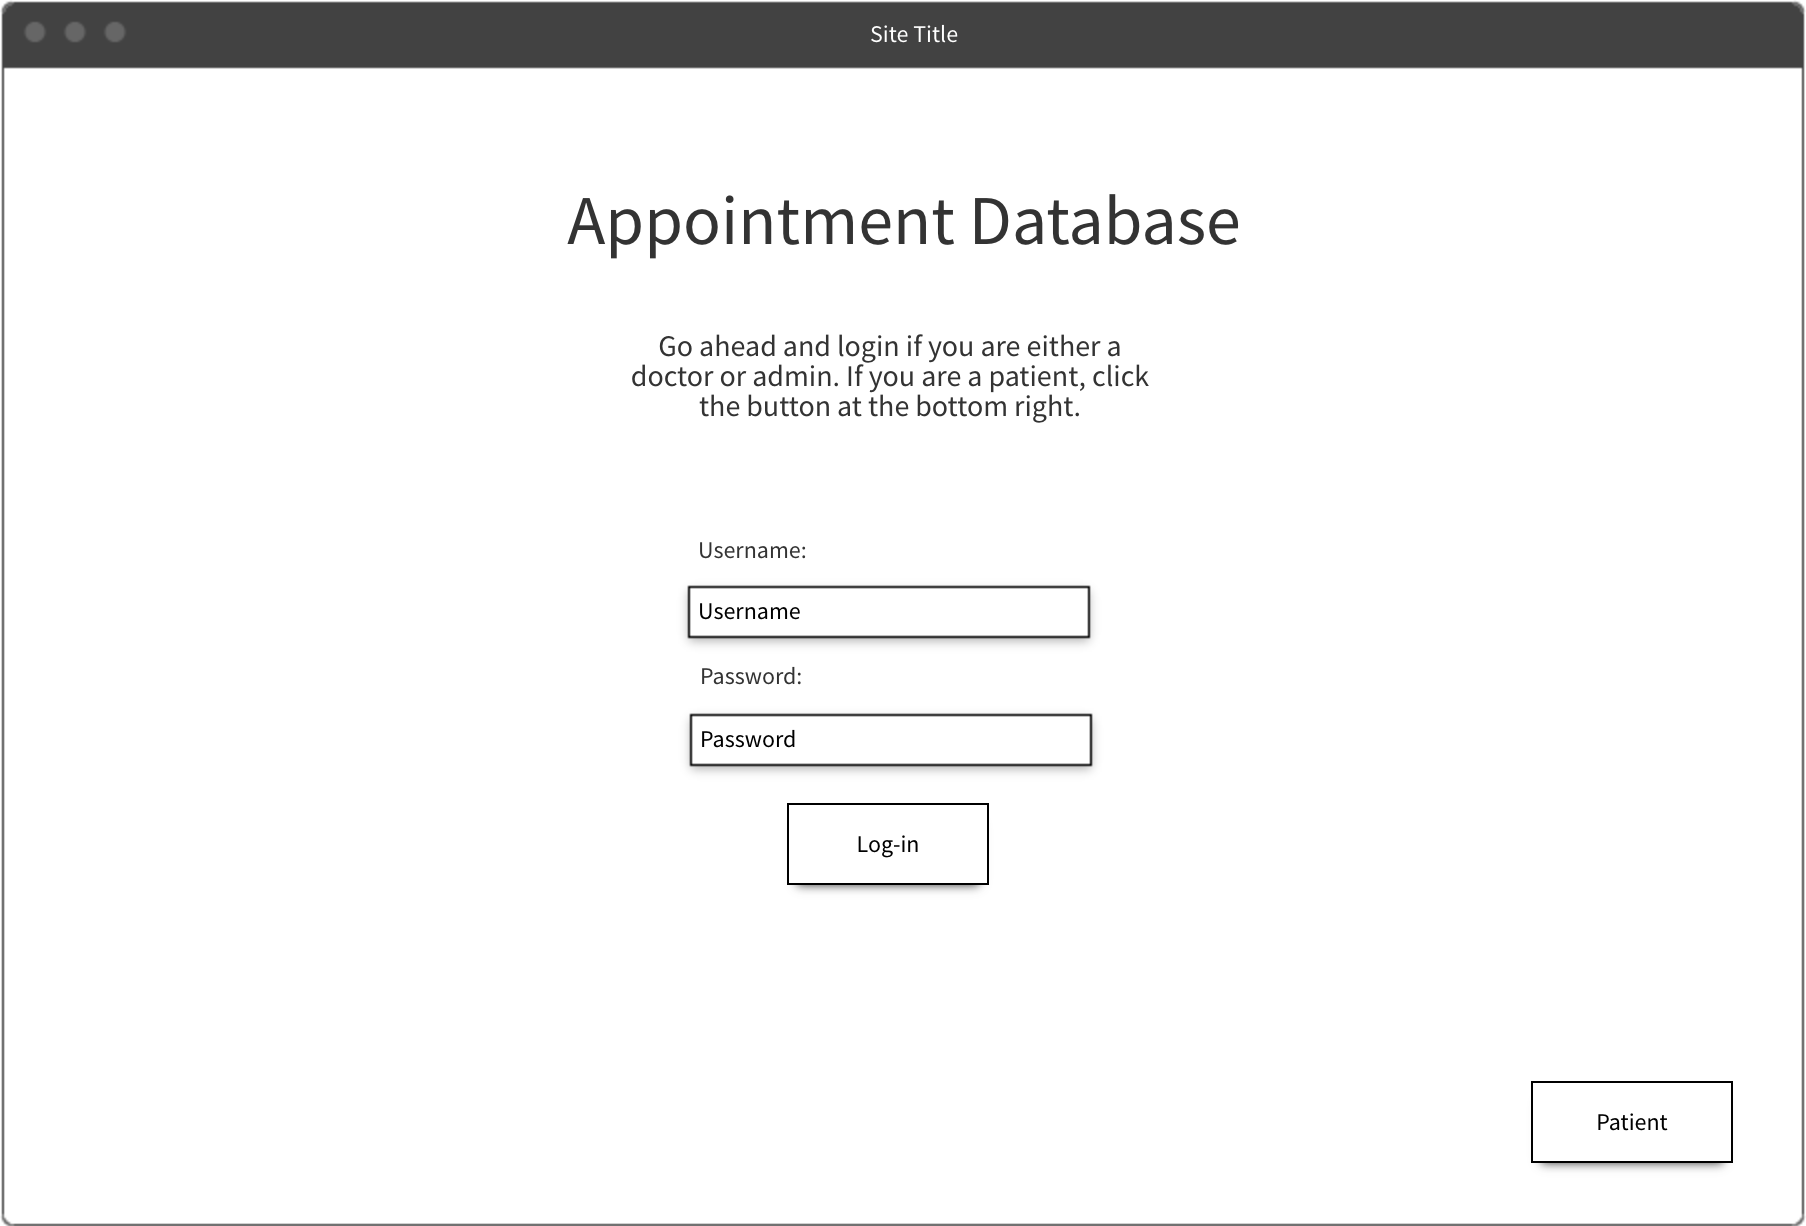 Site Title
Appointment Database
Go ahead and login if you are either a
doctor or admin. If you are a patient, click
the button at the bottom right.
Username:
Username
Password:
Password
Log-in
Patient